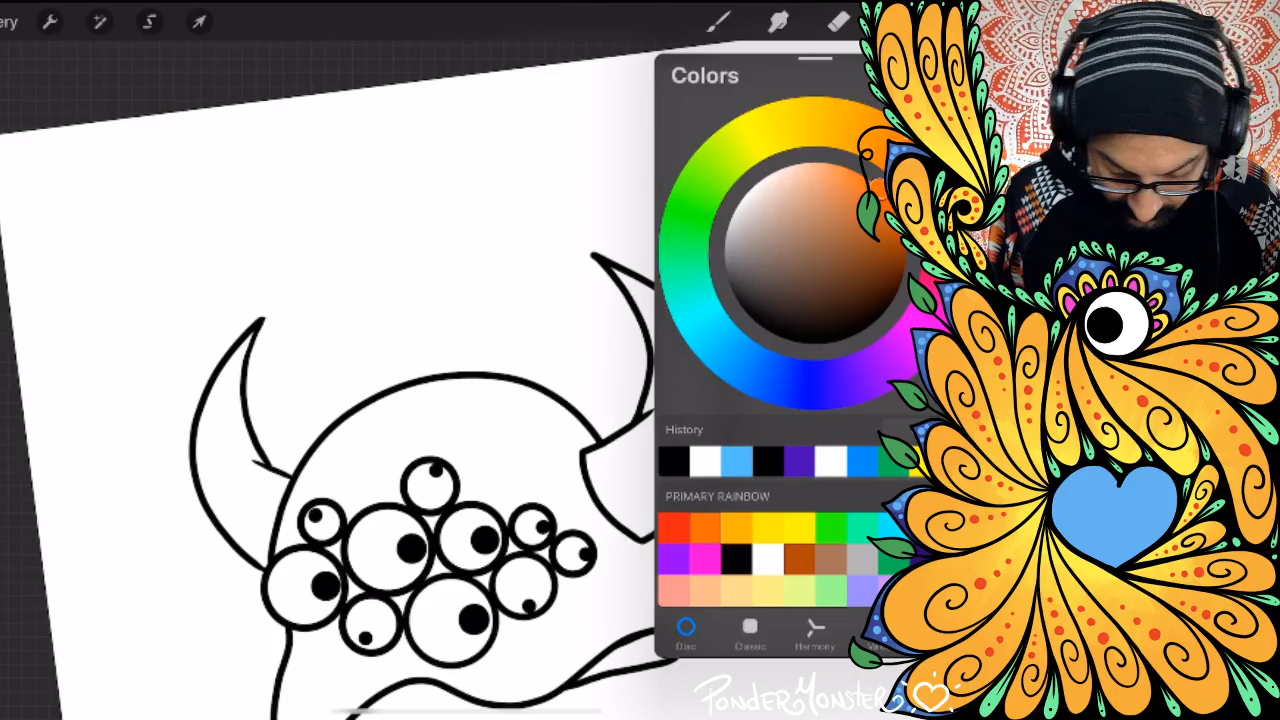 ery
Colors
History
PRIMARY RAINBOW
Disc Classic Harmony
PonderMonster